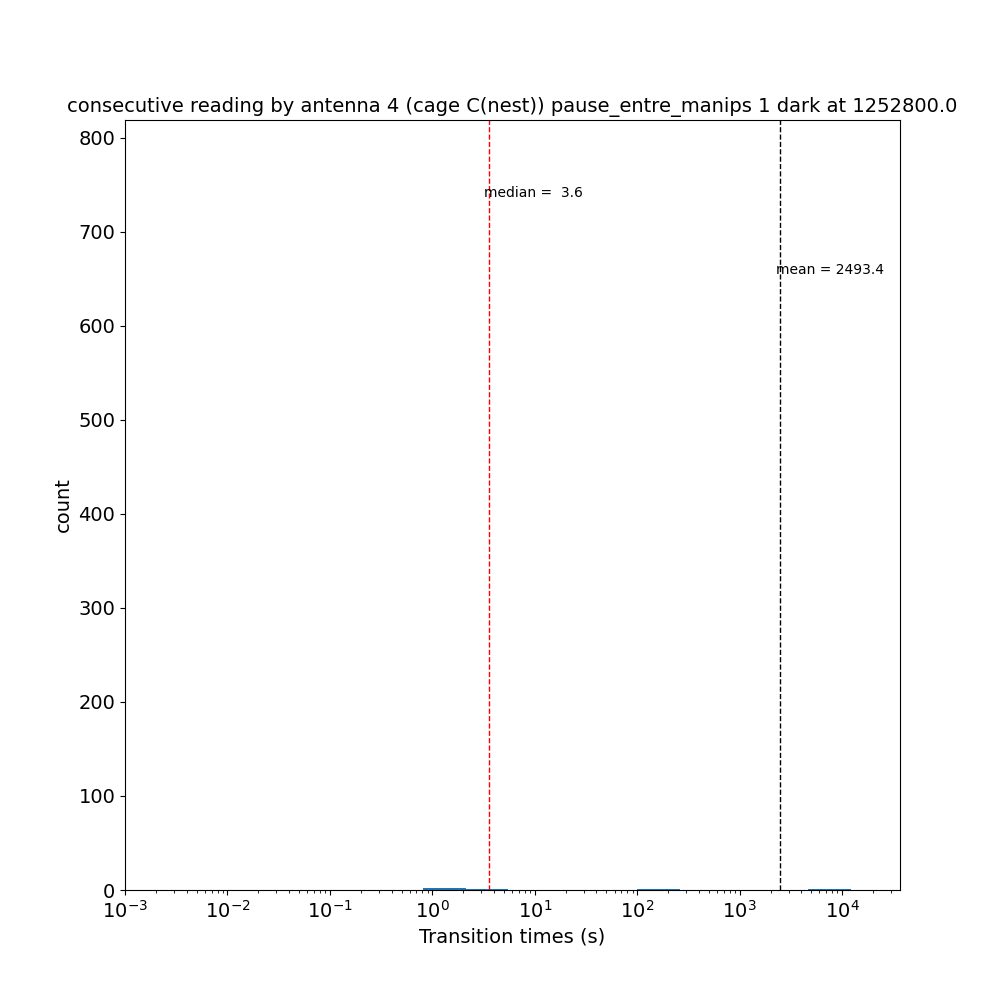 consecutive reading by antenna 4 (cage C(nest)) pause_entre_manips 1 dark at 1252800.0
800
median =  3.6
700
mean = 2493.4
600
500
400
300
200
100
0
count
10⁻³ 10⁻² 10⁻¹ 10⁰ 10¹ 10² 10³ 10⁴
Transition times (s)